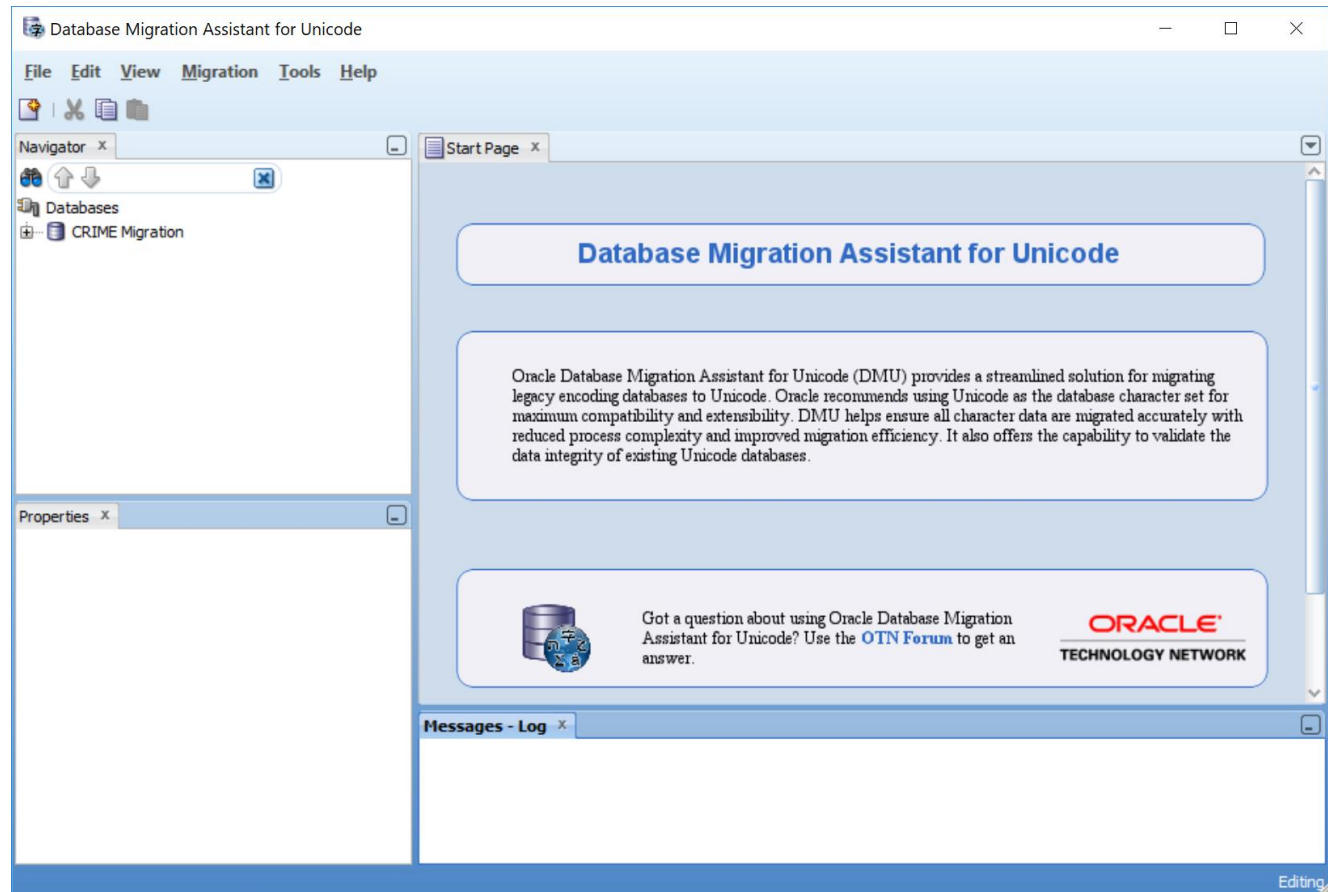 Database Migration Assistant for Unicode
File Edit View Migration Tools Help
Navigator
Databases
CRIME Migration
Properties
Start Page
Database Migration Assistant for Unicode
Oracle Database Migration Assistant for Unicode (DMU) provides a streamlined solution for migrating
legacy encoding databases to Unicode. Oracle recommends using Unicode as the database character set for
maximum compatibility and extensibility. DMU helps ensure all character data are migrated accurately with
reduced process complexity and improved migration efficiency. It also offers the capability to validate the
data integrity of existing Unicode databases.
Got a question about using Oracle Database Migration
Assistant for Unicode? Use the OTN Forum to get an
answer.
ORACLE
TECHNOLOGY NETWORK
Messages - Log
Editing